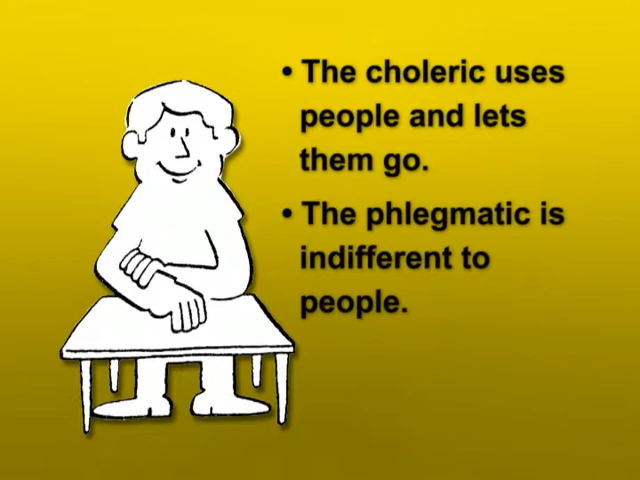 • The choleric uses
people and lets
them go.
• The phlegmatic is
indifferent to
people.